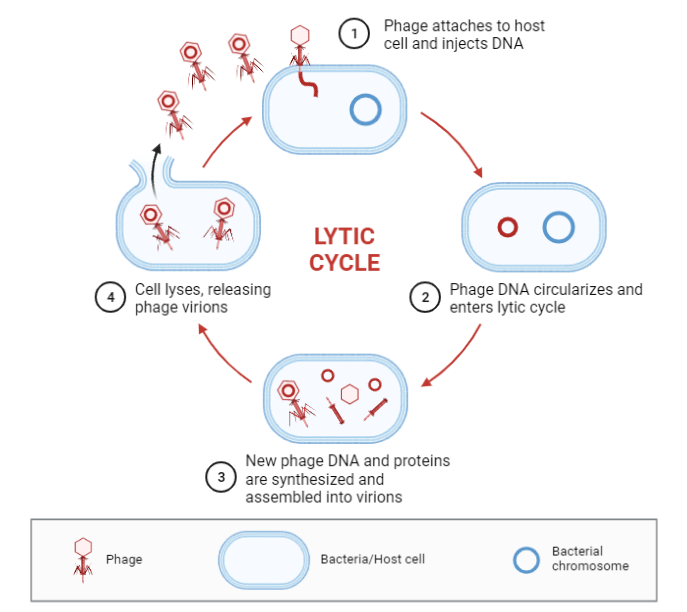 1
Phage attaches to host
cell and injects DNA
LYTIC
CYCLE
4
Cell lyses, releasing
phage virions
2
Phage DNA circularizes and
enters lytic cycle
3
New phage DNA and proteins
are synthesized and
assembled into virions
Phage
Bacteria/Host cell
Bacterial
chromosome